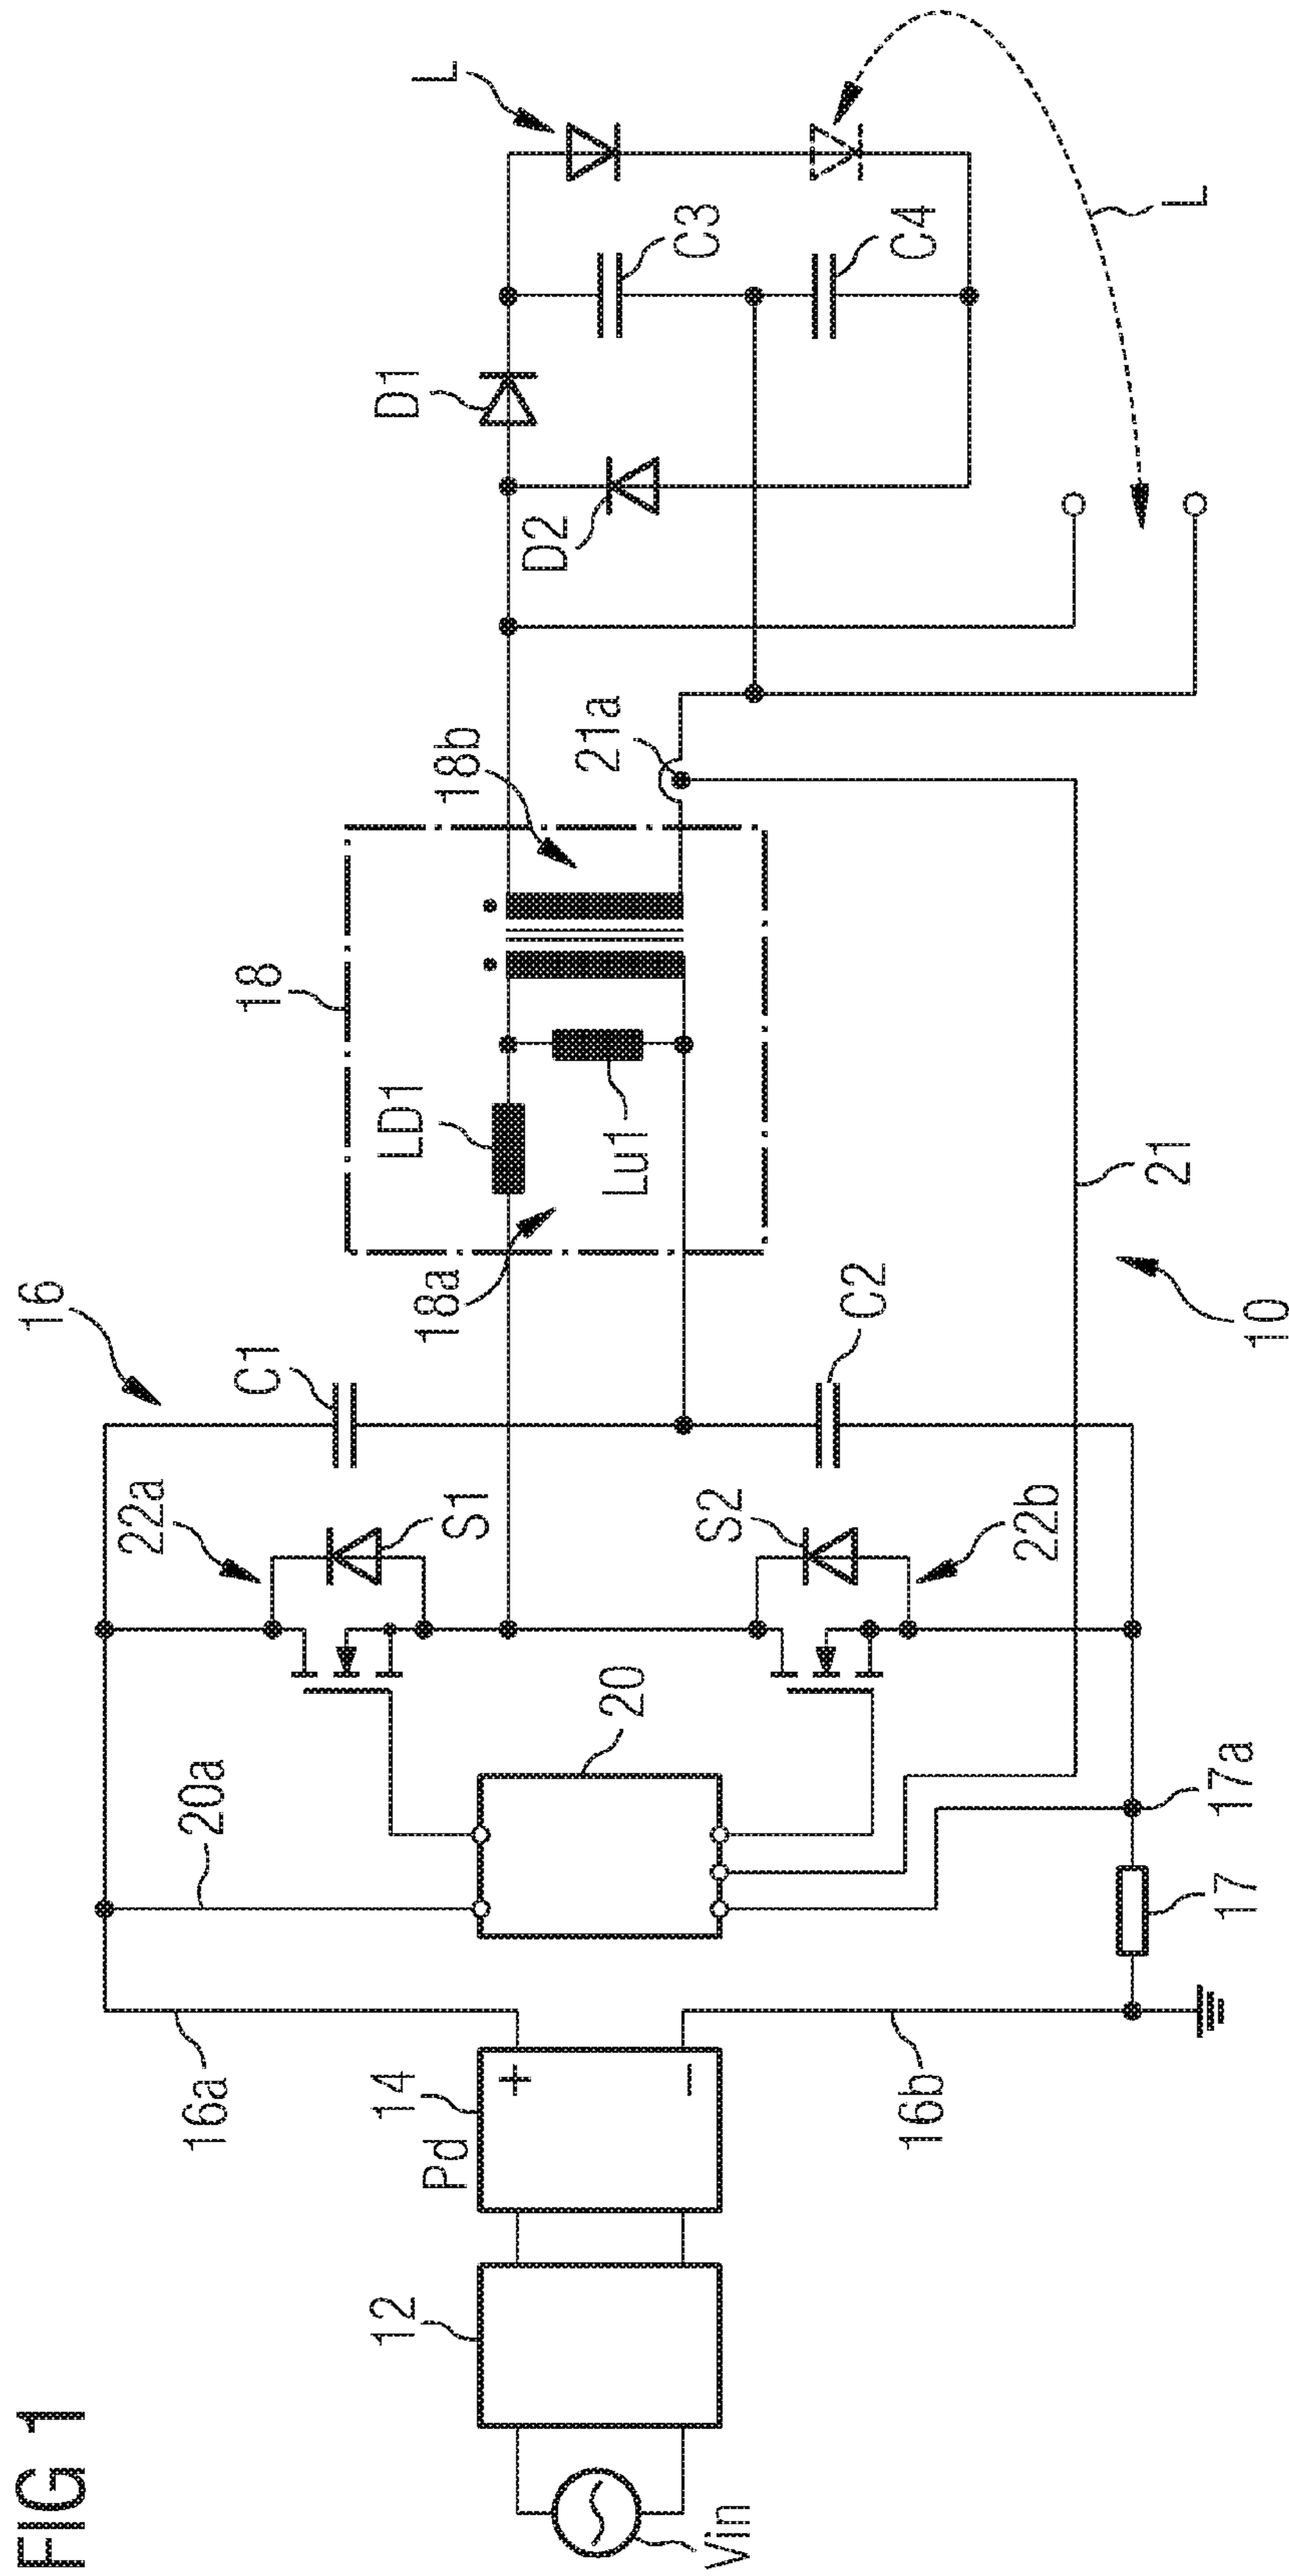 FIG 1
16
22a
C1
18
18b
D1
L
20a
S1
18a
LD1
21a
D2
C3
16a
14
Pd
+
−
12
20
S2
C2
Lu1
C4
L
Vin
16b
17
17a
22b
10
21